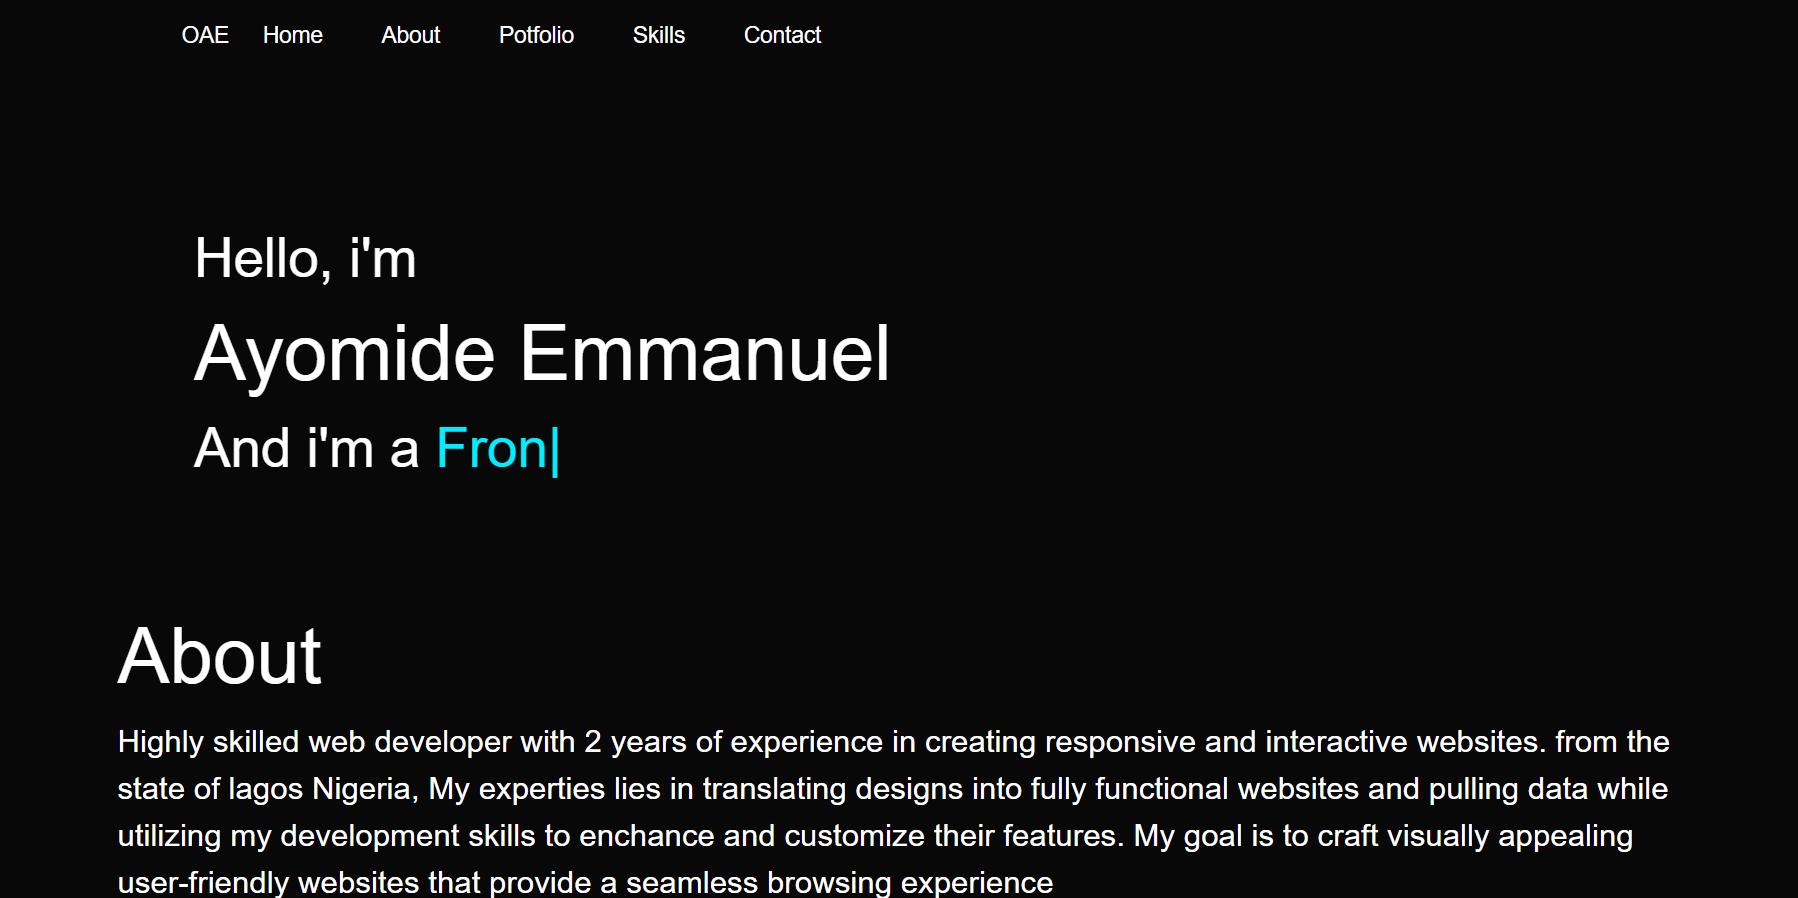 OAE Home About Potfolio Skills Contact
Hello, i'm
Ayomide Emmanuel
And i'm a Fron|
About
Highly skilled web developer with 2 years of experience in creating responsive and interactive websites. from the
state of lagos Nigeria, My experties lies in translating designs into fully functional websites and pulling data while
utilizing my development skills to enchance and customize their features. My goal is to craft visually appealing
user-friendly websites that provide a seamless browsing experience